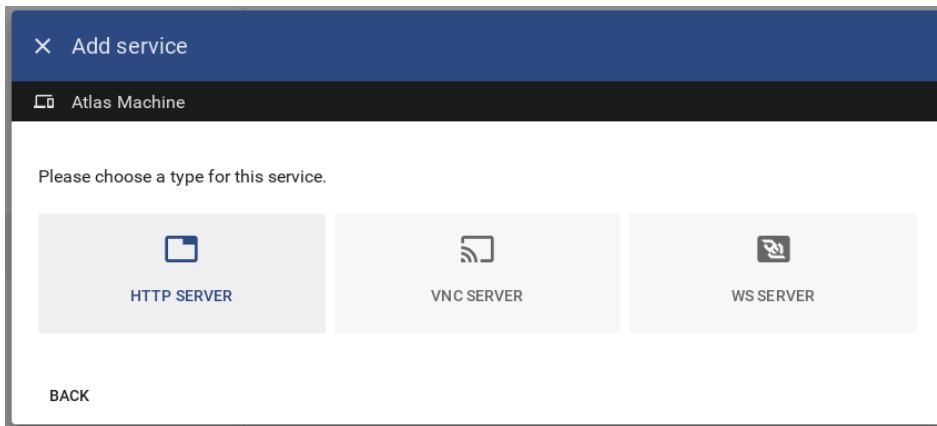 Add service
Atlas Machine
Please choose a type for this service.
HTTP SERVER
VNC SERVER
WS SERVER
BACK